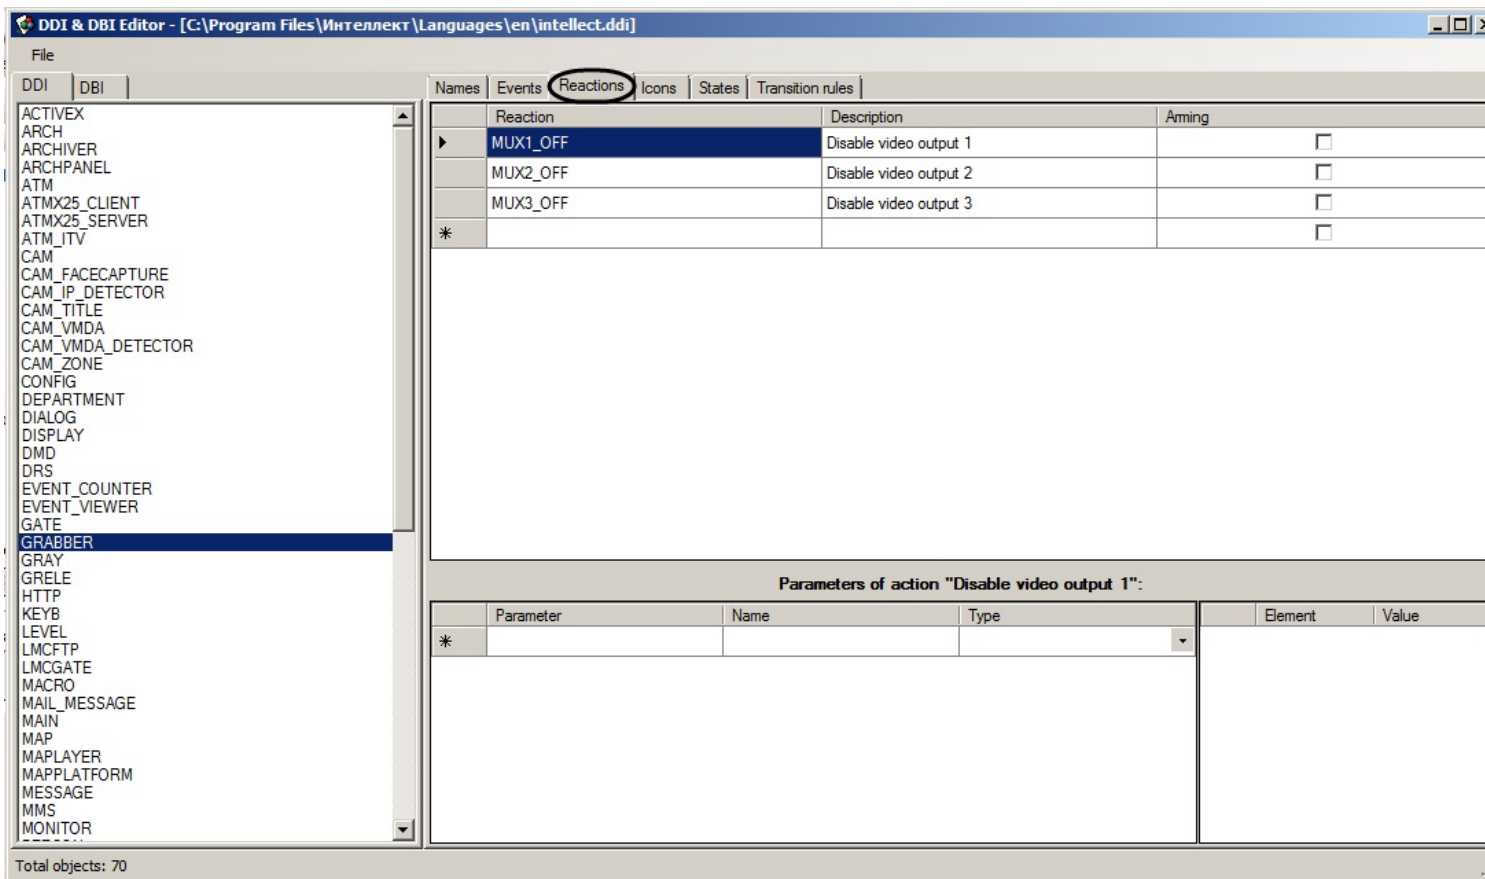 DDI & DBI Editor - [C:\Program Files\Интеллект\Languages\en\intellect.ddi]
File
DDI DBI
Names Events Reactions Icons States Transition rules
ACTIVEX
ARCH
ARCHIVER
ARCHPANEL
ATM
ATMX25_CLIENT
ATMX25_SERVER
ATM_ITV
CAM
CAM_FACECAPTURE
CAM_IP_DETECTOR
CAM_TITLE
CAM_VMDA
CAM_VMDA_DETECTOR
CAM_ZONE
CONFIG
DEPARTMENT
DIALOG
DISPLAY
DMD
DRS
EVENT_COUNTER
EVENT_VIEWER
GATE
GRABBER
GRAY
GRELE
HTTP
KEYB
LEVEL
LMCFTP
LMCGATE
MACRO
MAIL_MESSAGE
MAIN
MAP
MAPLAYER
MAPPLATFORM
MESSAGE
MMS
MONITOR
Reaction Description Arming
MUX1_OFF Disable video output 1
MUX2_OFF Disable video output 2
MUX3_OFF Disable video output 3
Parameters of action "Disable video output 1":
Parameter Name Type Element Value
Total objects: 70